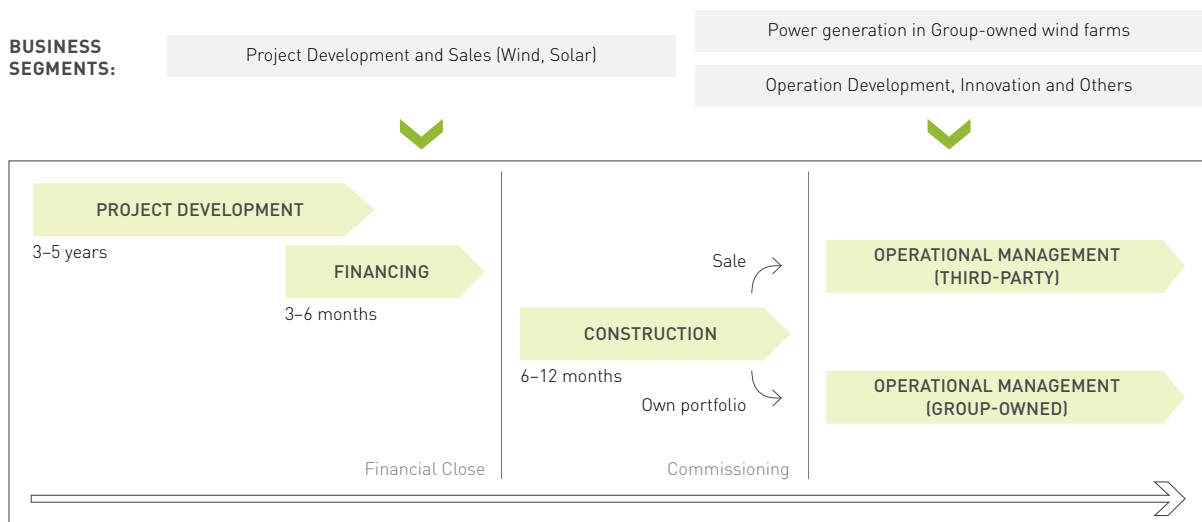 BUSINESS
SEGMENTS:
Project Development and Sales (Wind, Solar)
Power generation in Group-owned wind farms
Operation Development, Innovation and Others
PROJECT DEVELOPMENT
3–5 years
FINANCING
3–6 months
Financial Close
CONSTRUCTION
6–12 months
Sale
Own portfolio
Commissioning
OPERATIONAL MANAGEMENT
(THIRD-PARTY)
OPERATIONAL MANAGEMENT
(GROUP-OWNED)